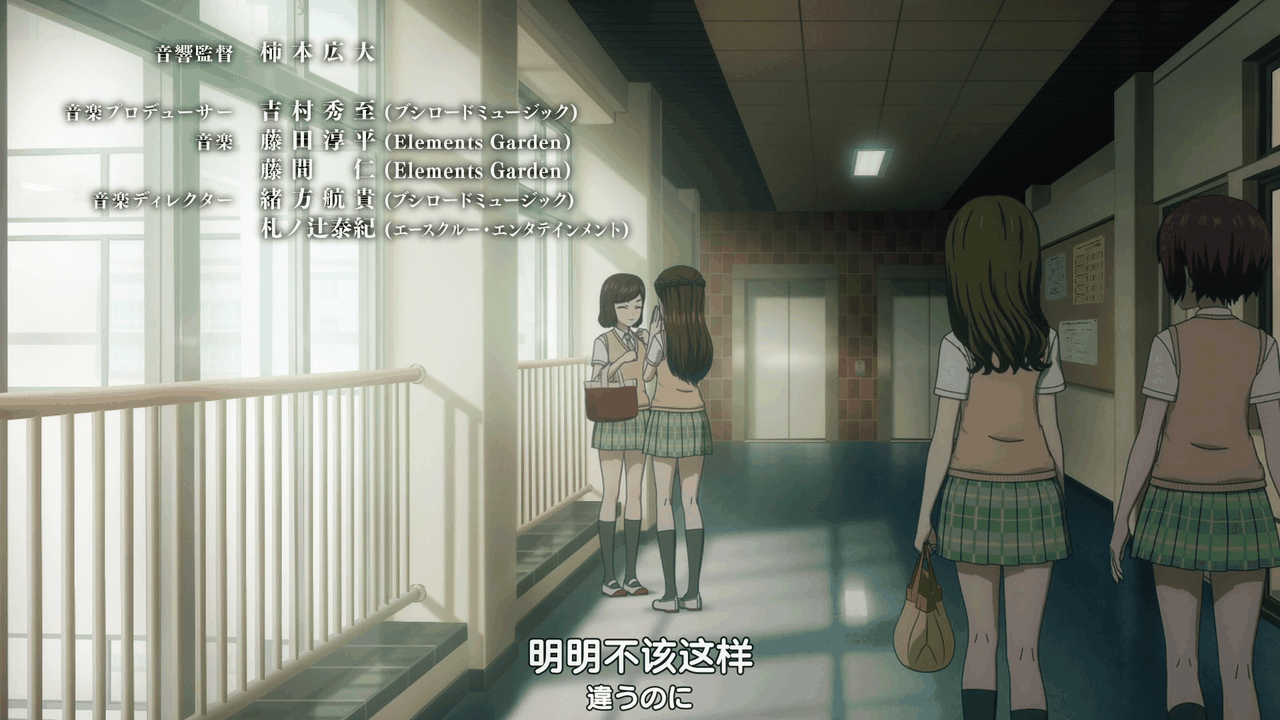 音響監督 柿本広大
音楽プロデューサー 吉村秀至(ブシロードミュージック)
音楽 藤田淳平(Elements Garden)
藤間 仁(Elements Garden)
音楽ディレクター 緒方航貴(ブシロードミュージック)
札ノ辻泰紀(エースクルー・エンタテインメント)
明明不该这样
違うのに